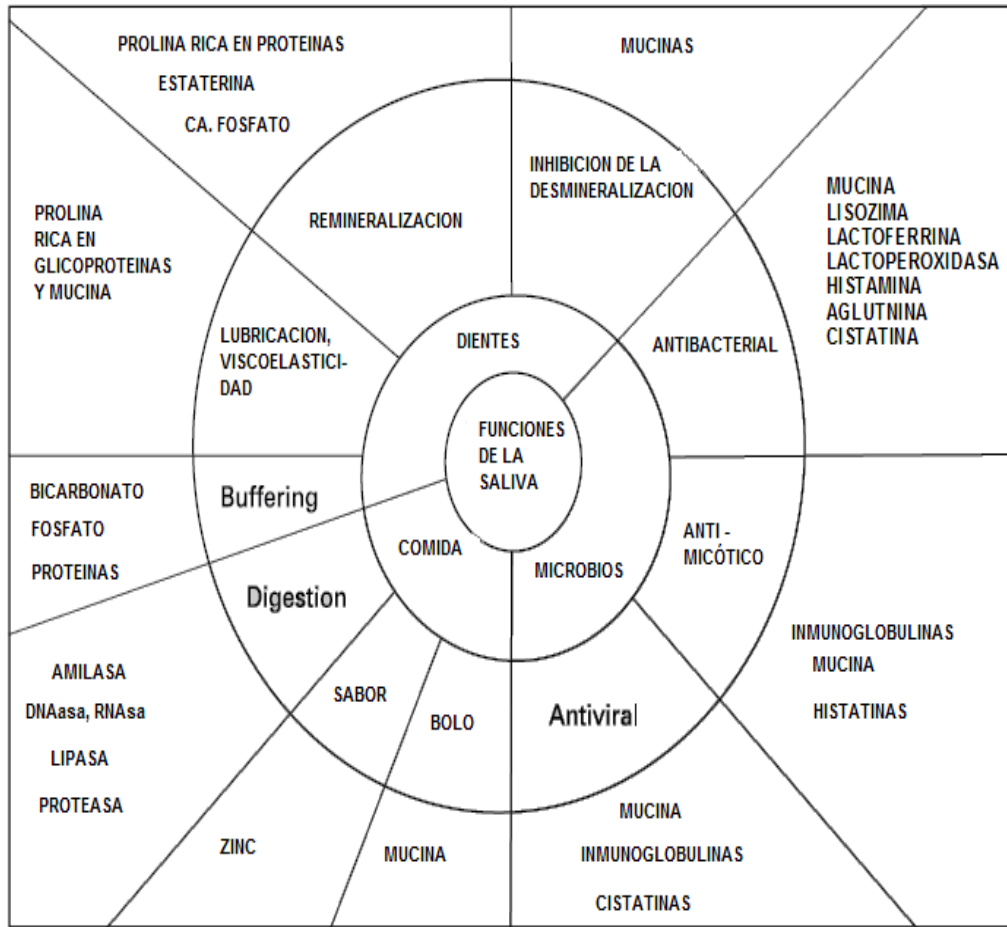 PROLINA RICA EN PROTEINAS
ESTATERINA
CA. FOSFATO
MUCINAS
INHIBICION DE LA
DESMINERALIZACION
REMINERALIZACION
PROLINA
RICA EN
GLICOPROTEINAS
Y MUCINA
MUCINA
LISOZIMA
LACTOFERRINA
LACTOPEROXIDASA
HISTAMINA
AGLUTNINA
CISTATINA
LUBRICACION,
VISCOELASTICI-
DAD
DIENTES
ANTIBACTERIAL
FUNCIONES
DE LA
SALIVA
BICARBONATO
FOSFATO
PROTEINAS
Buffering
COMIDA
MICROBIOS
ANTI -
MICÓTICO
Digestion
AMILASA
DNAasa, RNAsa
LIPASA
PROTEASA
SABOR
BOLO
Antiviral
INMUNOGLOBULINAS
MUCINA
HISTATINAS
ZINC
MUCINA
MUCINA
INMUNOGLOBULINAS
CISTATINAS